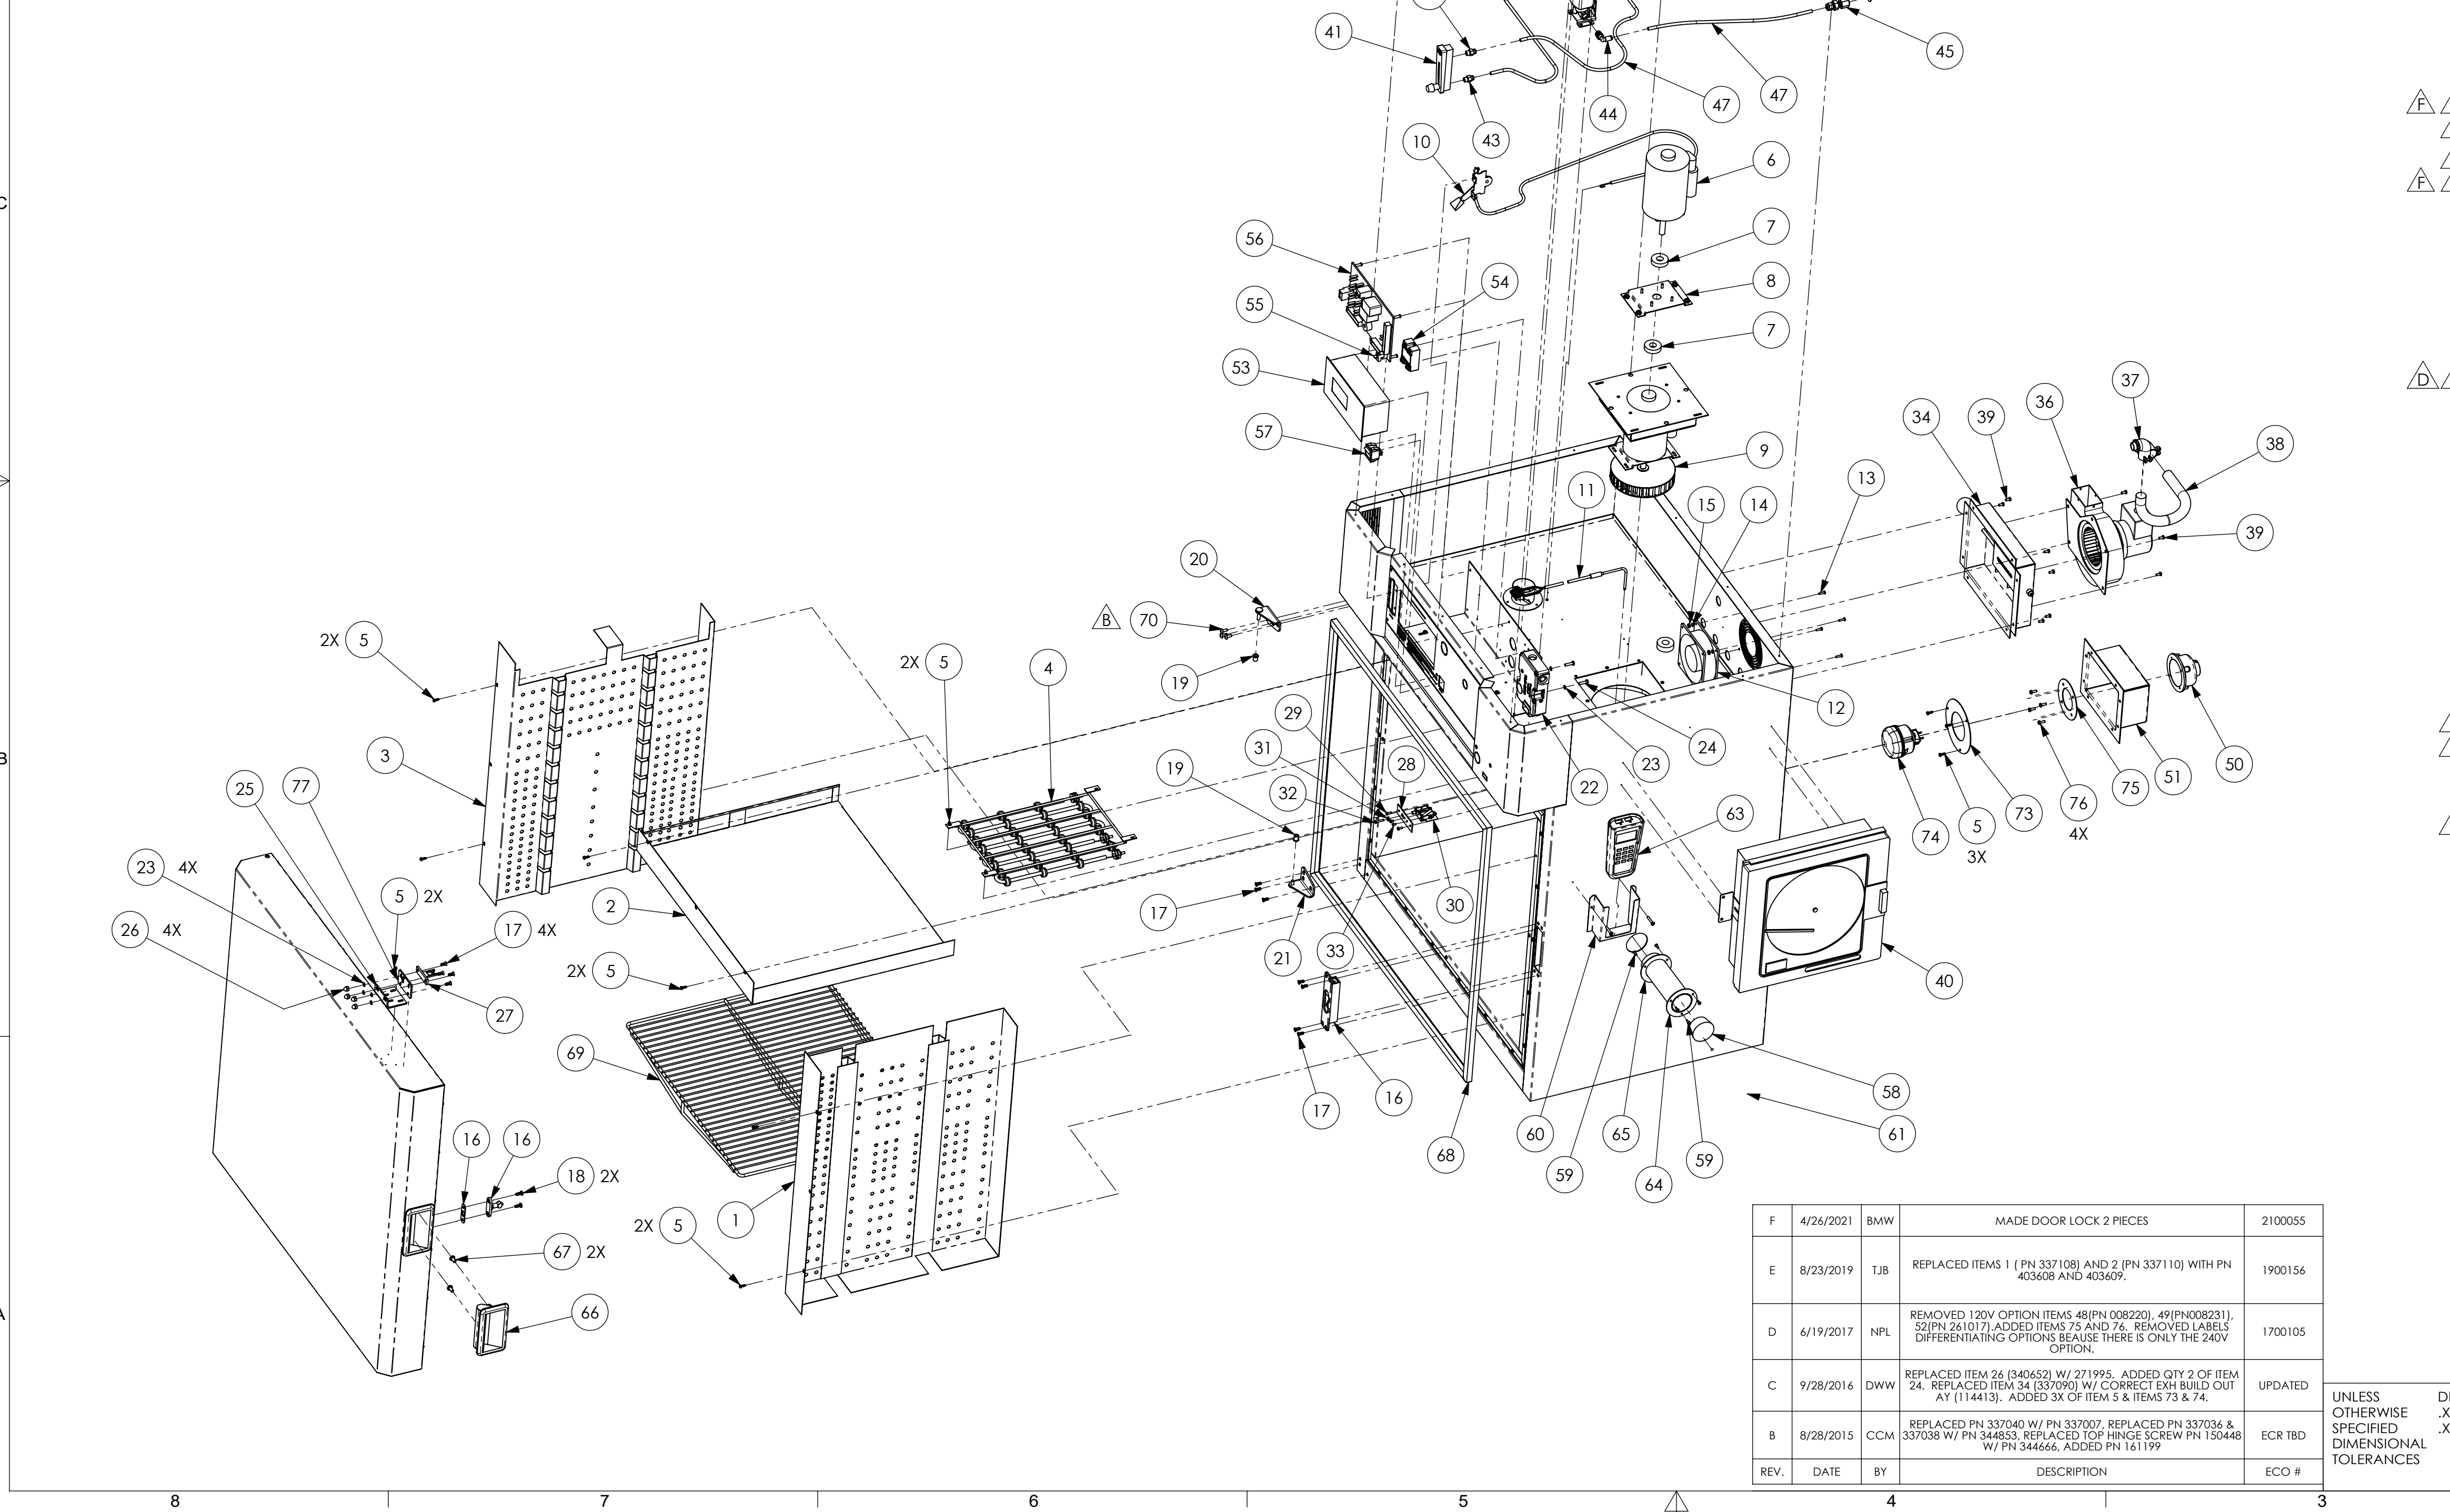 41
45
47
47
44
43
10
6
C
F
F
7
56
8
54
55
7
53
D
37
34
39
36
38
57
9
11
13
15
14
39
20
B 70
2X 5
2X 5
4
19
12
3
29
24
23
31
28
22
32
19
50
51
75
76
4X
73
5
3X
74
63
B
25
77
23 4X
5 2X
26 4X
17 4X
2
30
17
21
33
40
2X 5
27
69
16
17
58
60
65
61
59
59
68
64
16
16
18 2X
1
2X 5
67 2X
66
A
F 4/26/2021 BMW MADE DOOR LOCK 2 PIECES 2100055
E 8/23/2019 TJB REPLACED ITEMS 1 ( PN 337108) AND 2 (PN 337110) WITH PN
403608 AND 403609. 1900156
D 6/19/2017 NPL REMOVED 120V OPTION ITEMS 48(PN 008220), 49(PN008231),
52(PN 261017).ADDED ITEMS 75 AND 76. REMOVED LABELS
DIFFERENTIATING OPTIONS BEAUSE THERE IS ONLY THE 240V
OPTION. 1700105
C 9/28/2016 DWW REPLACED ITEM 26 (340652) W/ 271995. ADDED QTY 2 OF ITEM
24. REPLACED ITEM 34 (337090) W/ CORRECT EXH BUILD OUT
AY (114413). ADDED 3X OF ITEM 5 & ITEMS 73 & 74. UPDATED
B 8/28/2015 CCM REPLACED PN 337040 W/ PN 337007, REPLACED PN 337036 &
337038 W/ PN 344853, REPLACED TOP HINGE SCREW PN 150448
W/ PN 344666, ADDED PN 161199 ECR TBD
REV. DATE BY DESCRIPTION ECO #
UNLESS
OTHERWISE .X
SPECIFIED .X
DIMENSIONAL
TOLERANCES
8 7 6 5 4 3